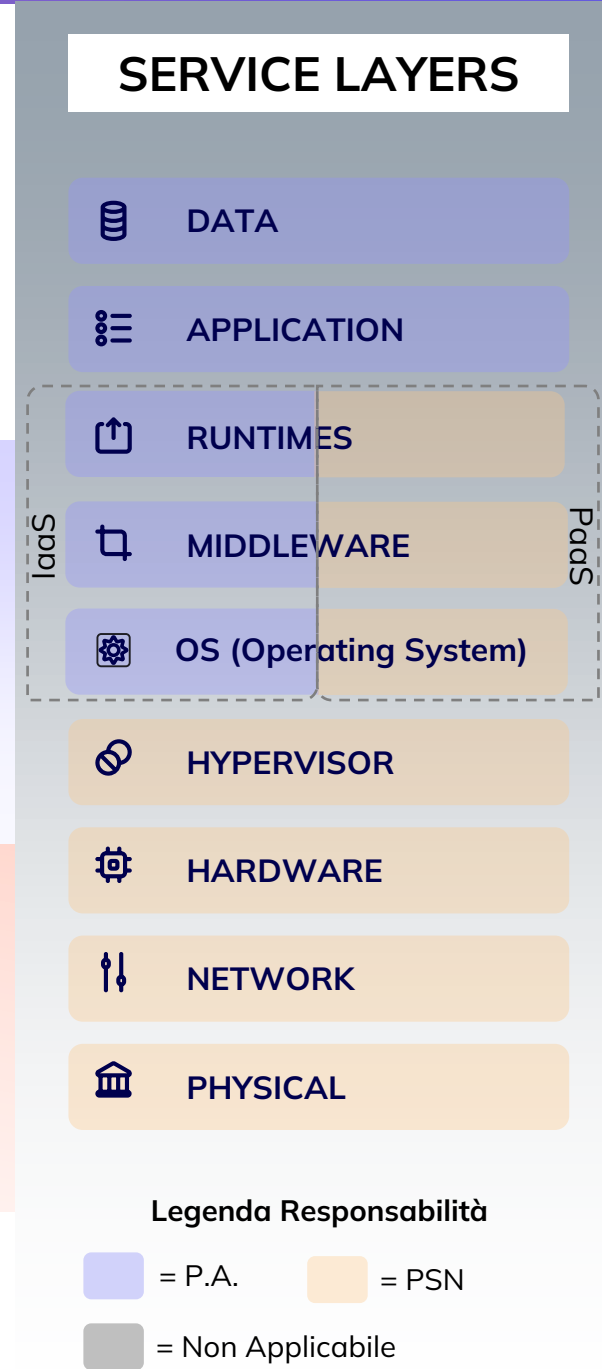 SERVICE LAYERS
DATA
APPLICATION
RUNTIMES
IaaS
MIDDLEWARE
PaaS
OS (Operating System)
HYPERVISOR
HARDWARE
NETWORK
PHYSICAL
Legenda Responsabilità
= P.A.
= PSN
= Non Applicabile